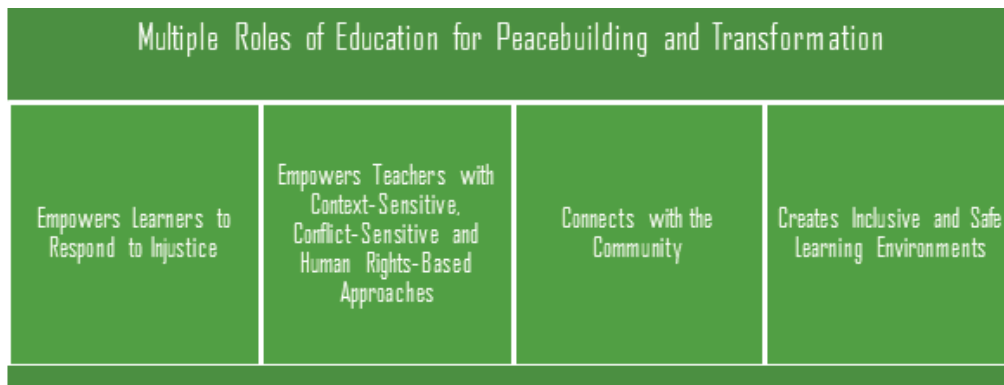 Multiple Roles of Education for Peacebuilding and Transformation
Empowers Learners to
Respond to Injustice
Empowers Teachers with
Context-Sensitive,
Conflict-Sensitive and
Human Rights-Based
Approaches
Connects with the
Community
Creates Inclusive and Safe
Learning Environments